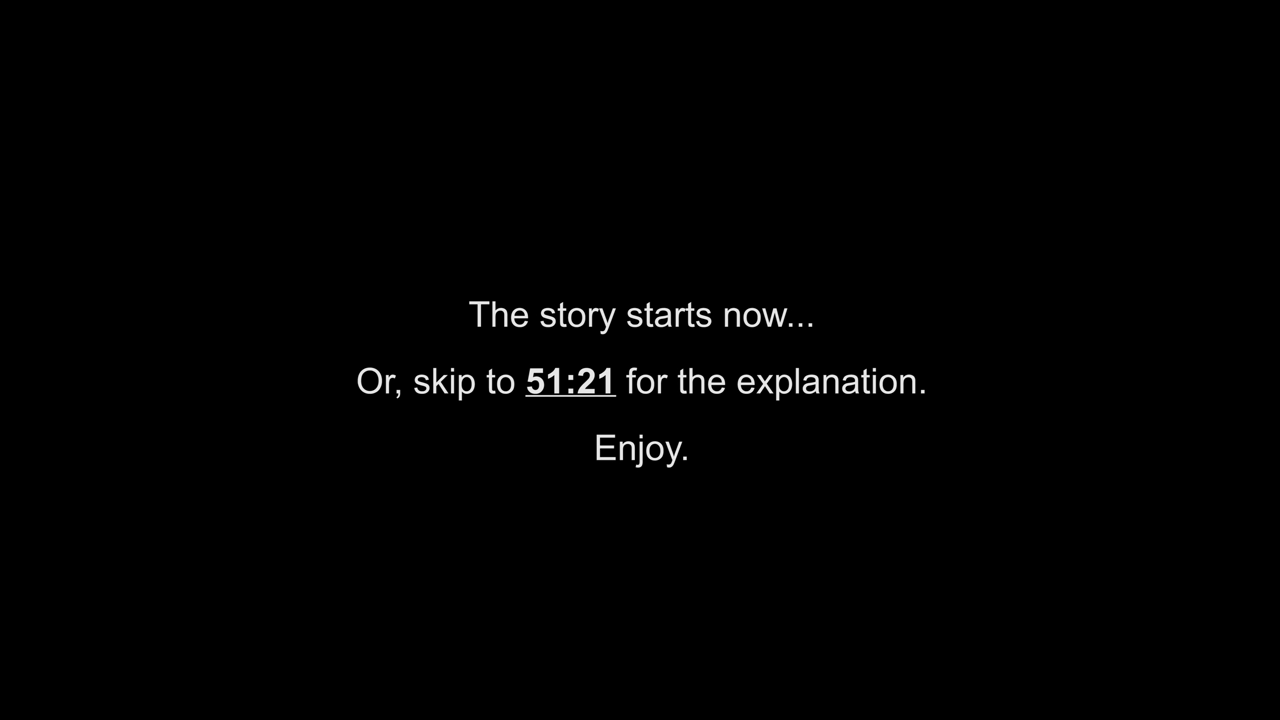 The story starts now...
Or, skip to 51:21 for the explanation.
Enjoy.